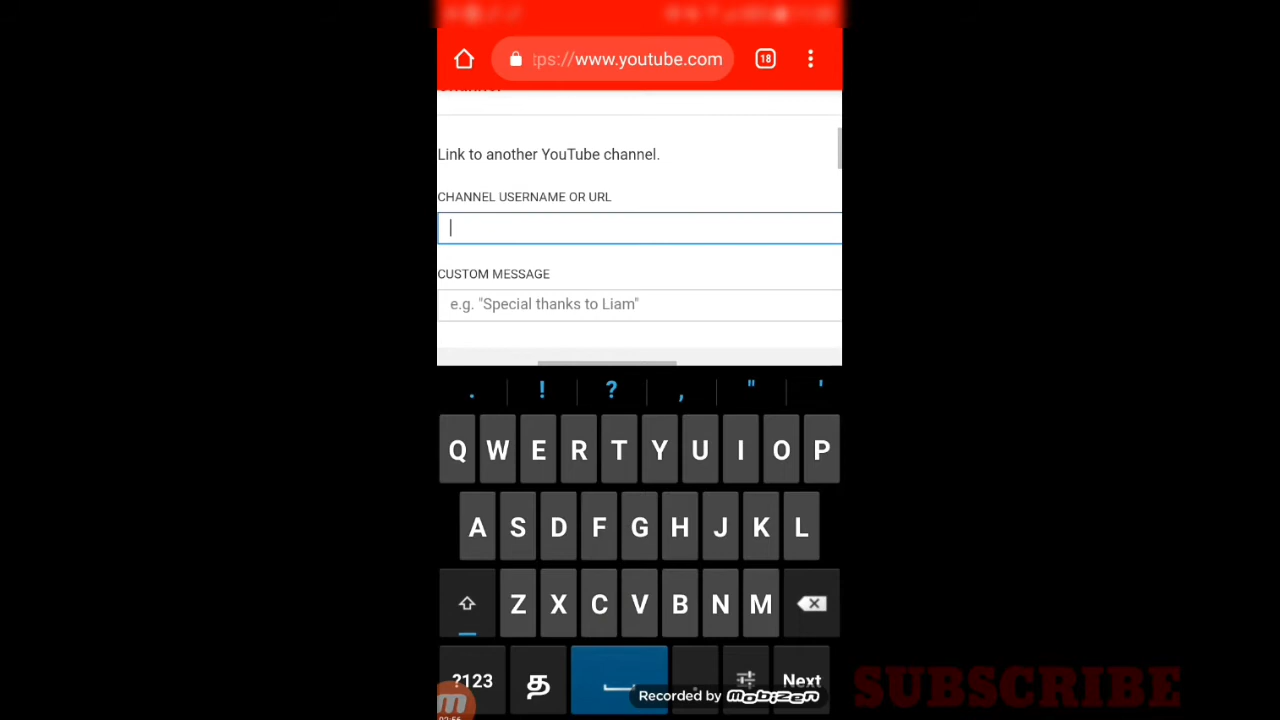 tps://www.youtube.com 18
Link to another YouTube channel.
CHANNEL USERNAME OR URL
CUSTOM MESSAGE
e.g. "Special thanks to Liam"
. ! ? , " '
Q W E R T Y U I O P
A S D F G H J K L
Z X C V B N M
?123 த . Next
Recorded by mobizen
SUBSCRIBE